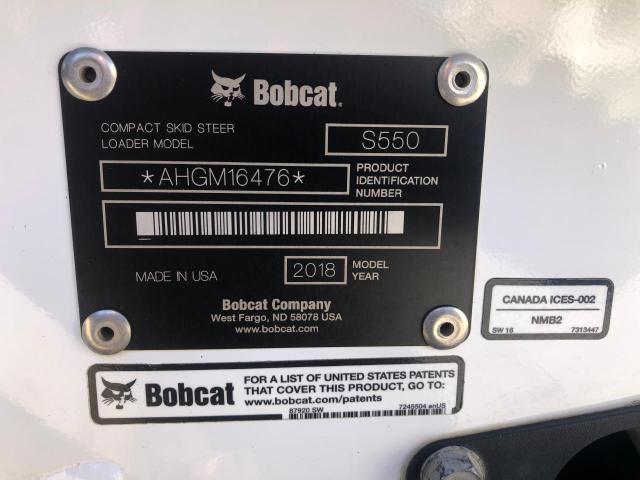 Bobcat
COMPACT SKID STEER
LOADER MODEL
S550
*AHGM16476*
PRODUCT
IDENTIFICATION
NUMBER
MADE IN USA
2018
MODEL
YEAR
Bobcat Company
West Fargo, ND 58078 USA
www.bobcat.com
CANADA ICES-002
NMB2
SW 16 7313447
Bobcat
FOR A LIST OF UNITED STATES PATENTS
THAT COVER THIS PRODUCT, GO TO:
www.bobcat.com/patents
87920 SW 7245504 enUS